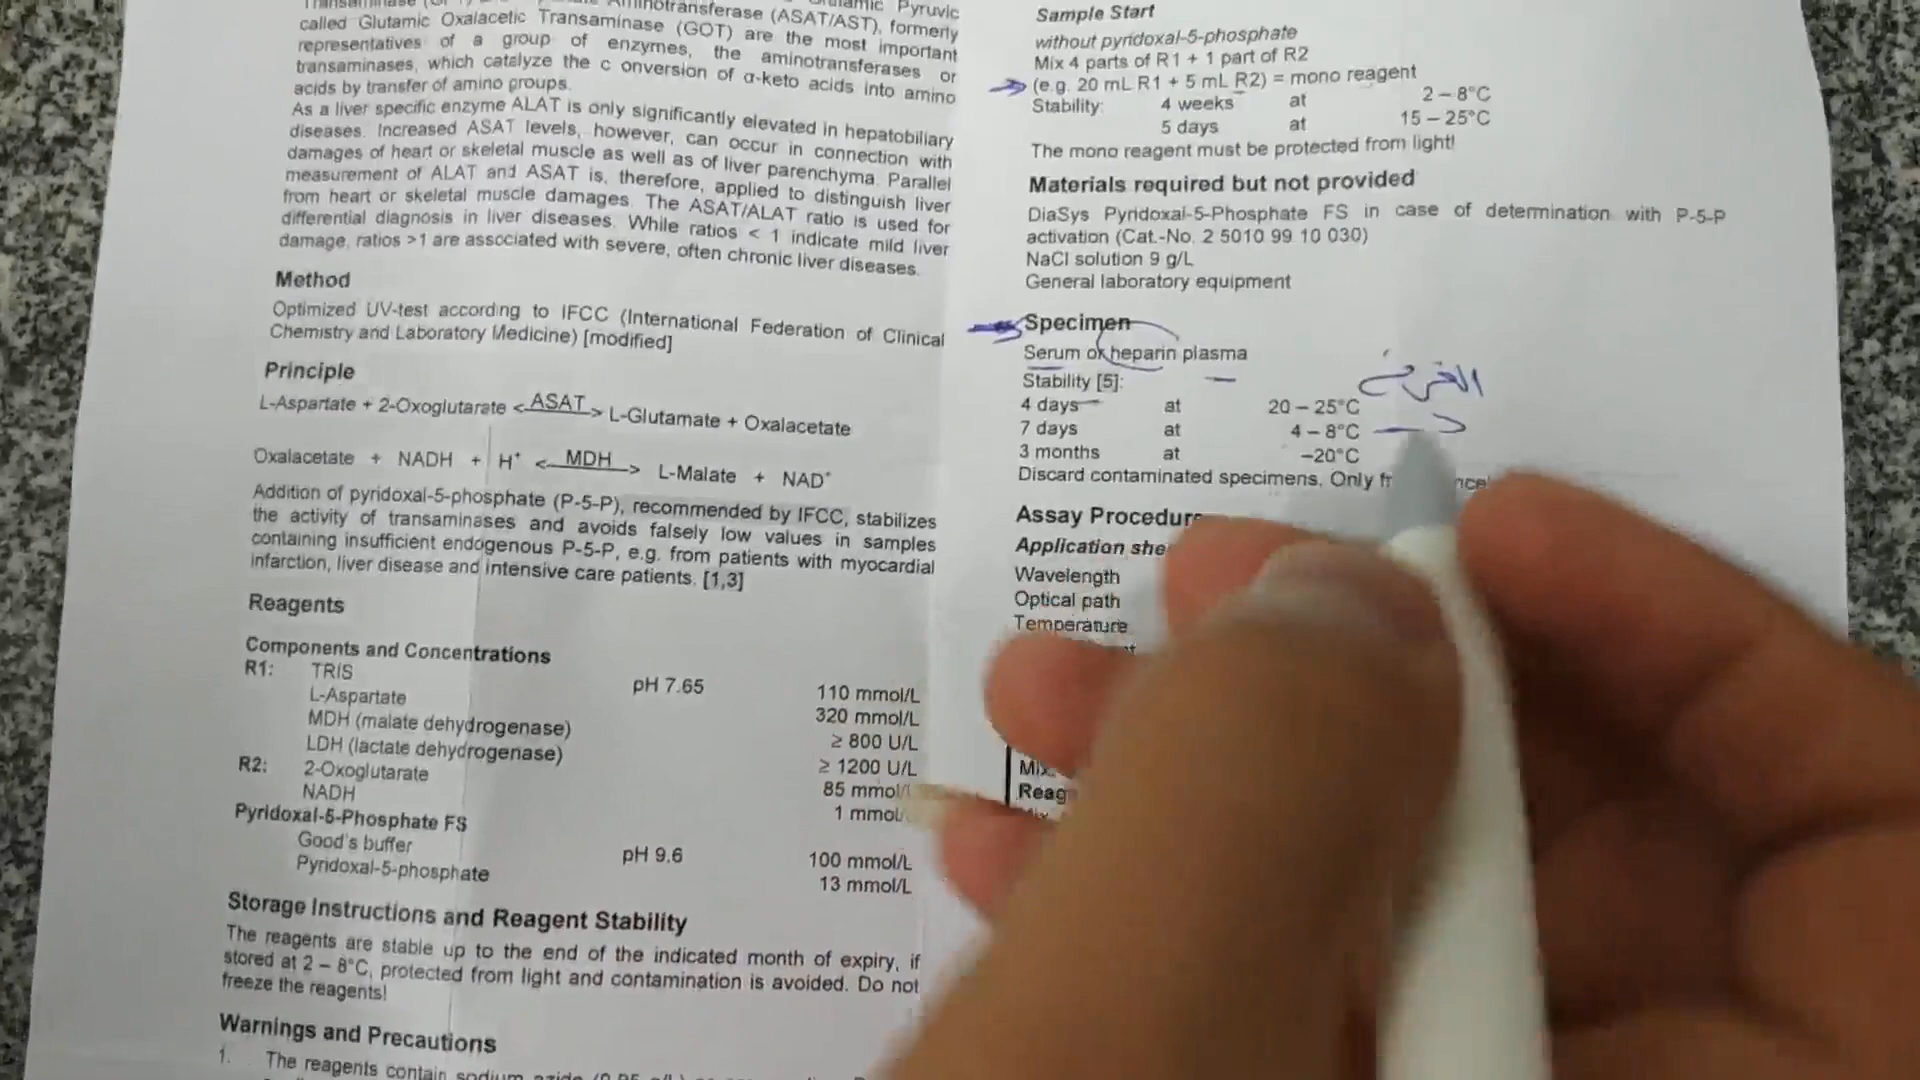 Pyruvic
Aminotransferase (ASAT/AST), formerly
called Glutamic Oxalacetic Transaminase (GOT) are the most important
representatives of a group of enzymes, the aminotransferases or
transaminases, which catalyze the c onversion of α-keto acids into amino
acids by transfer of amino groups.
As a liver specific enzyme ALAT is only significantly elevated in hepatobiliary
diseases. Increased ASAT levels, however, can occur in connection with
damages of heart or skeletal muscle as well as of liver parenchyma. Parallel
measurement of ALAT and ASAT is, therefore, applied to distinguish liver
from heart or skeletal muscle damages. The ASAT/ALAT ratio is used for
differential diagnosis in liver diseases. While ratios < 1 indicate mild liver
damage, ratios >1 are associated with severe, often chronic liver diseases.
Method
Optimized UV-test according to IFCC (International Federation of Clinical
Chemistry and Laboratory Medicine) [modified]
Principle
L-Aspartate + 2-Oxoglutarate < ASAT > L-Glutamate + Oxalacetate
Oxalacetate + NADH + H⁺ < MDH > L-Malate + NAD⁺
Addition of pyridoxal-5-phosphate (P-5-P), recommended by IFCC, stabilizes
the activity of transaminases and avoids falsely low values in samples
containing insufficient endogenous P-5-P, e.g. from patients with myocardial
infarction, liver disease and intensive care patients. [1,3]
Reagents
Components and Concentrations
R1: TRIS pH 7.65 110 mmol/L
L-Aspartate 320 mmol/L
MDH (malate dehydrogenase) ≥ 800 U/L
LDH (lactate dehydrogenase) ≥ 1200 U/L
R2: 2-Oxoglutarate 85 mmol/L
NADH 1 mmol/
Pyridoxal-5-Phosphate FS
Good's buffer pH 9.6 100 mmol/L
Pyridoxal-5-phosphate 13 mmol/L
Storage Instructions and Reagent Stability
The reagents are stable up to the end of the indicated month of expiry, if
stored at 2 – 8°C, protected from light and contamination is avoided. Do not
freeze the reagents!
Warnings and Precautions
1. The reagents contain sodium azide
Sample Start
without pyridoxal-5-phosphate
Mix 4 parts of R1 + 1 part of R2
(e.g. 20 mL R1 + 5 mL R2) = mono reagent
Stability: 4 weeks at 2 – 8°C
5 days at 15 – 25°C
The mono reagent must be protected from light!
Materials required but not provided
DiaSys Pyridoxal-5-Phosphate FS in case of determination with P-5-P
activation (Cat.-No. 2 5010 99 10 030)
NaCl solution 9 g/L
General laboratory equipment
Specimen
Serum or heparin plasma
Stability [5]:
4 days at 20 – 25°C
7 days at 4 – 8°C
3 months at –20°C
Discard contaminated specimens. Only
Assay
Application
Wavelength
Optical path
Temperature
Mix